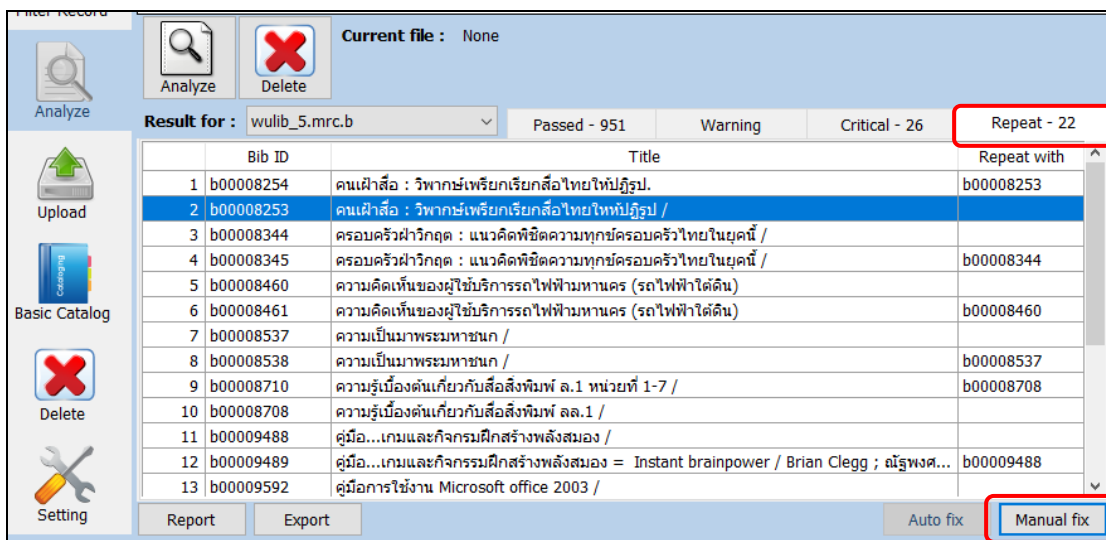 Filter Record
Analyze
Delete
Current file : None
Analyze
Result for : wulib_5.mrc.b
Passed - 951
Warning
Critical - 26
Repeat - 22
Bib ID Title Repeat with
1 b00008254 คนเฝ้าสื่อ : วิพากษ์เพรียกเรียกสื่อไทยให้ปฏิรูป. b00008253
2 b00008253 คนเฝ้าสื่อ : วิพากษ์เพรียกเรียกสื่อไทยใหหัปฏิรูป /
3 b00008344 ครอบครัวฝ่าวิกฤต : แนวคิดพิชิตความทุกข์ครอบครัวไทยในยุคนี้ /
4 b00008345 ครอบครัวฝ่าวิกฤต : แนวคิดพิชิตความทุกข์ครอบครัวไทยในยุคนี้ / b00008344
5 b00008460 ความคิดเห็นของผู้ใช้บริการรถไฟฟ้ามหานคร (รถไฟฟ้าใต้ดิน)
6 b00008461 ความคิดเห็นของผู้ใช้บริการรถไฟฟ้ามหานคร (รถไฟฟ้าใต้ดิน) b00008460
7 b00008537 ความเป็นมาพระมหาชนก /
8 b00008538 ความเป็นมาพระมหาชนก / b00008537
9 b00008710 ความรู้เบื้องต้นเกี่ยวกับสื่อสิ่งพิมพ์ ล.1 หน่วยที่ 1-7 / b00008708
10 b00008708 ความรู้เบื้องต้นเกี่ยวกับสื่อสิ่งพิมพ์ ลล.1 /
11 b00009488 คู่มือ...เกมและกิจกรมฝึกสร้างพลังสมอง /
12 b00009489 คู่มือ...เกมและกิจกรรมฝึกสร้างพลังสมอง = Instant brainpower / Brian Clegg ; ณัฐพงศ... b00009488
13 b00009592 คู่มือการใช้งาน Microsoft office 2003 /
Upload
Cataloging
Basic Catalog
Delete
Setting
Report
Export
Auto fix
Manual fix